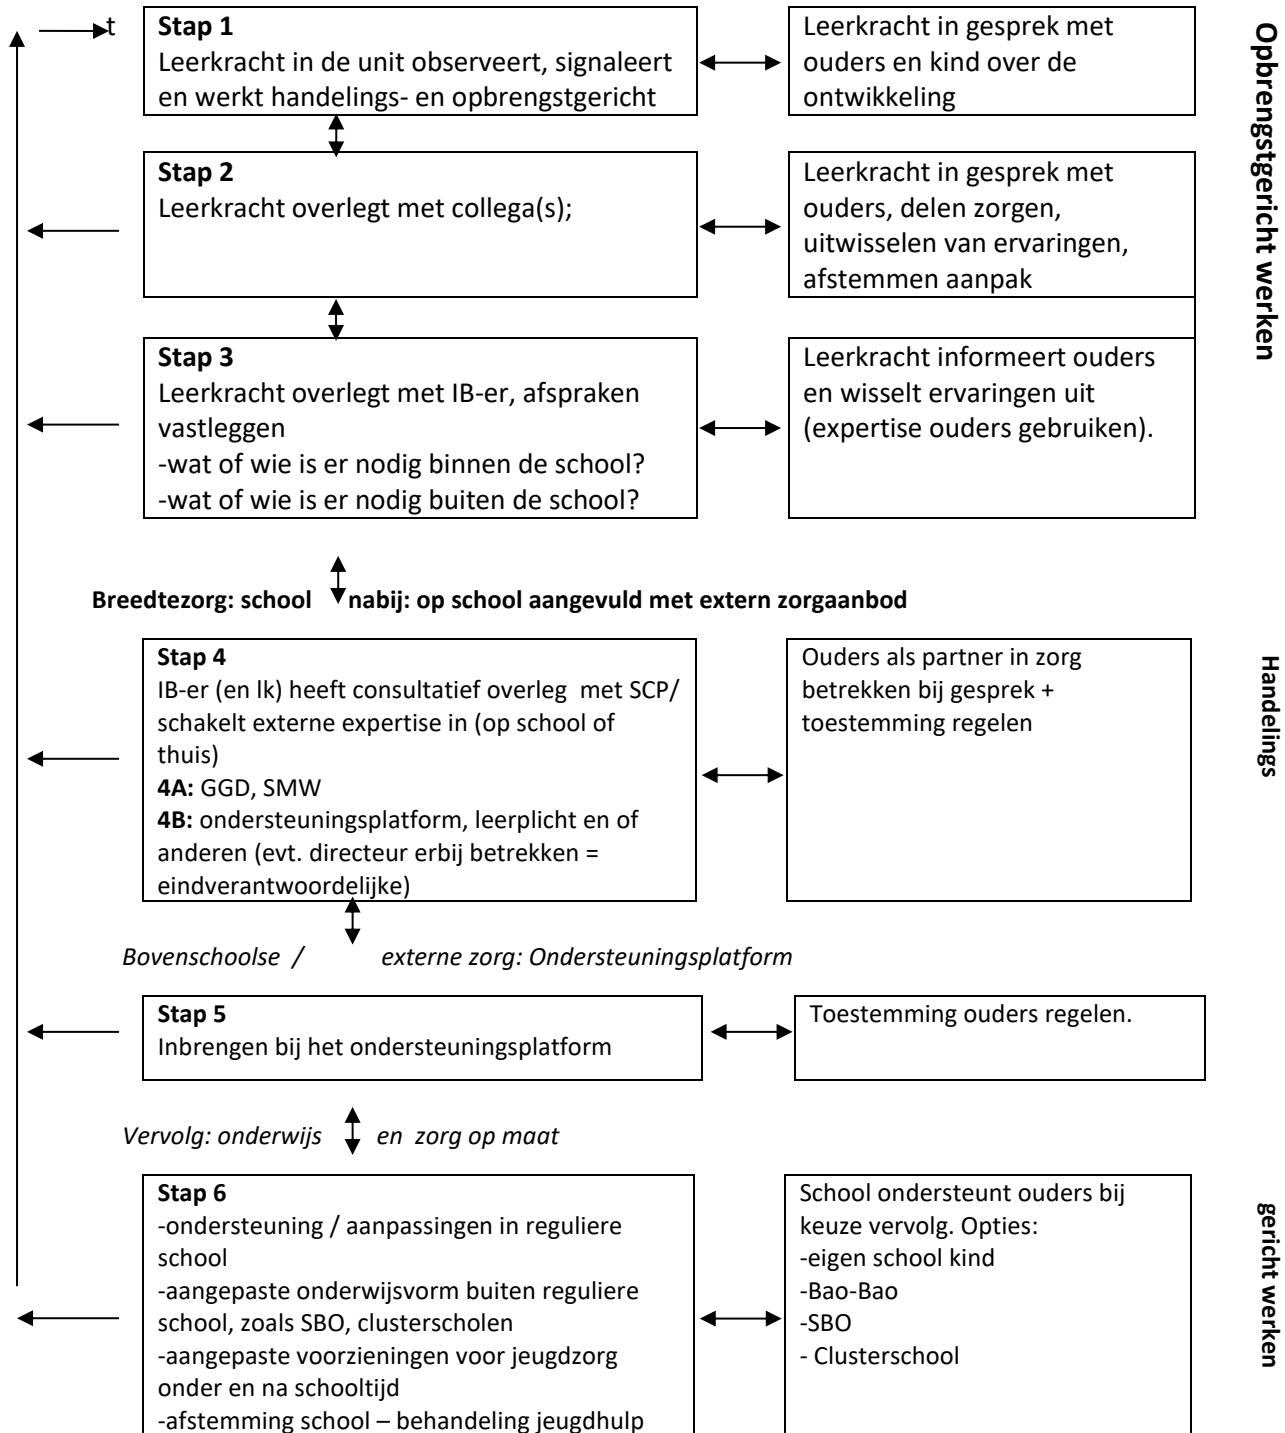 t
Stap 1
Leerkracht in de unit observeert, signaleert
en werkt handelings- en opbrengstgericht
Leerkracht in gesprek met
ouders en kind over de
ontwikkeling
Opbrengstgericht werken
Stap 2
Leerkracht overlegt met collega(s);
Leerkracht in gesprek met
ouders, delen zorgen,
uitwisselen van ervaringen,
afstemmen aanpak
Stap 3
Leerkracht overlegt met IB-er, afspraken
vastleggen
-wat of wie is er nodig binnen de school?
-wat of wie is er nodig buiten de school?
Leerkracht informeert ouders
en wisselt ervaringen uit
(expertise ouders gebruiken).
Breedtezorg: school nabij: op school aangevuld met extern zorgaanbod
Stap 4
IB-er (en lk) heeft consultatief overleg  met SCP/
schakelt externe expertise in (op school of
thuis)
4A: GGD, SMW
4B: ondersteuningsplatform, leerplicht en of
anderen (evt. directeur erbij betrekken =
eindverantwoordelijke)
Ouders als partner in zorg
betrekken bij gesprek +
toestemming regelen
Handelings
Bovenschoolse / externe zorg: Ondersteuningsplatform
Stap 5
Inbrengen bij het ondersteuningsplatform
Toestemming ouders regelen.
Vervolg: onderwijs en  zorg op maat
Stap 6
-ondersteuning / aanpassingen in reguliere
school
-aangepaste onderwijsvorm buiten reguliere
school, zoals SBO, clusterscholen
-aangepaste voorzieningen voor jeugdzorg
onder en na schooltijd
-afstemming school – behandeling jeugdhulp
School ondersteunt ouders bij
keuze vervolg. Opties:
-eigen school kind
-Bao-Bao
-SBO
- Clusterschool
gericht werken